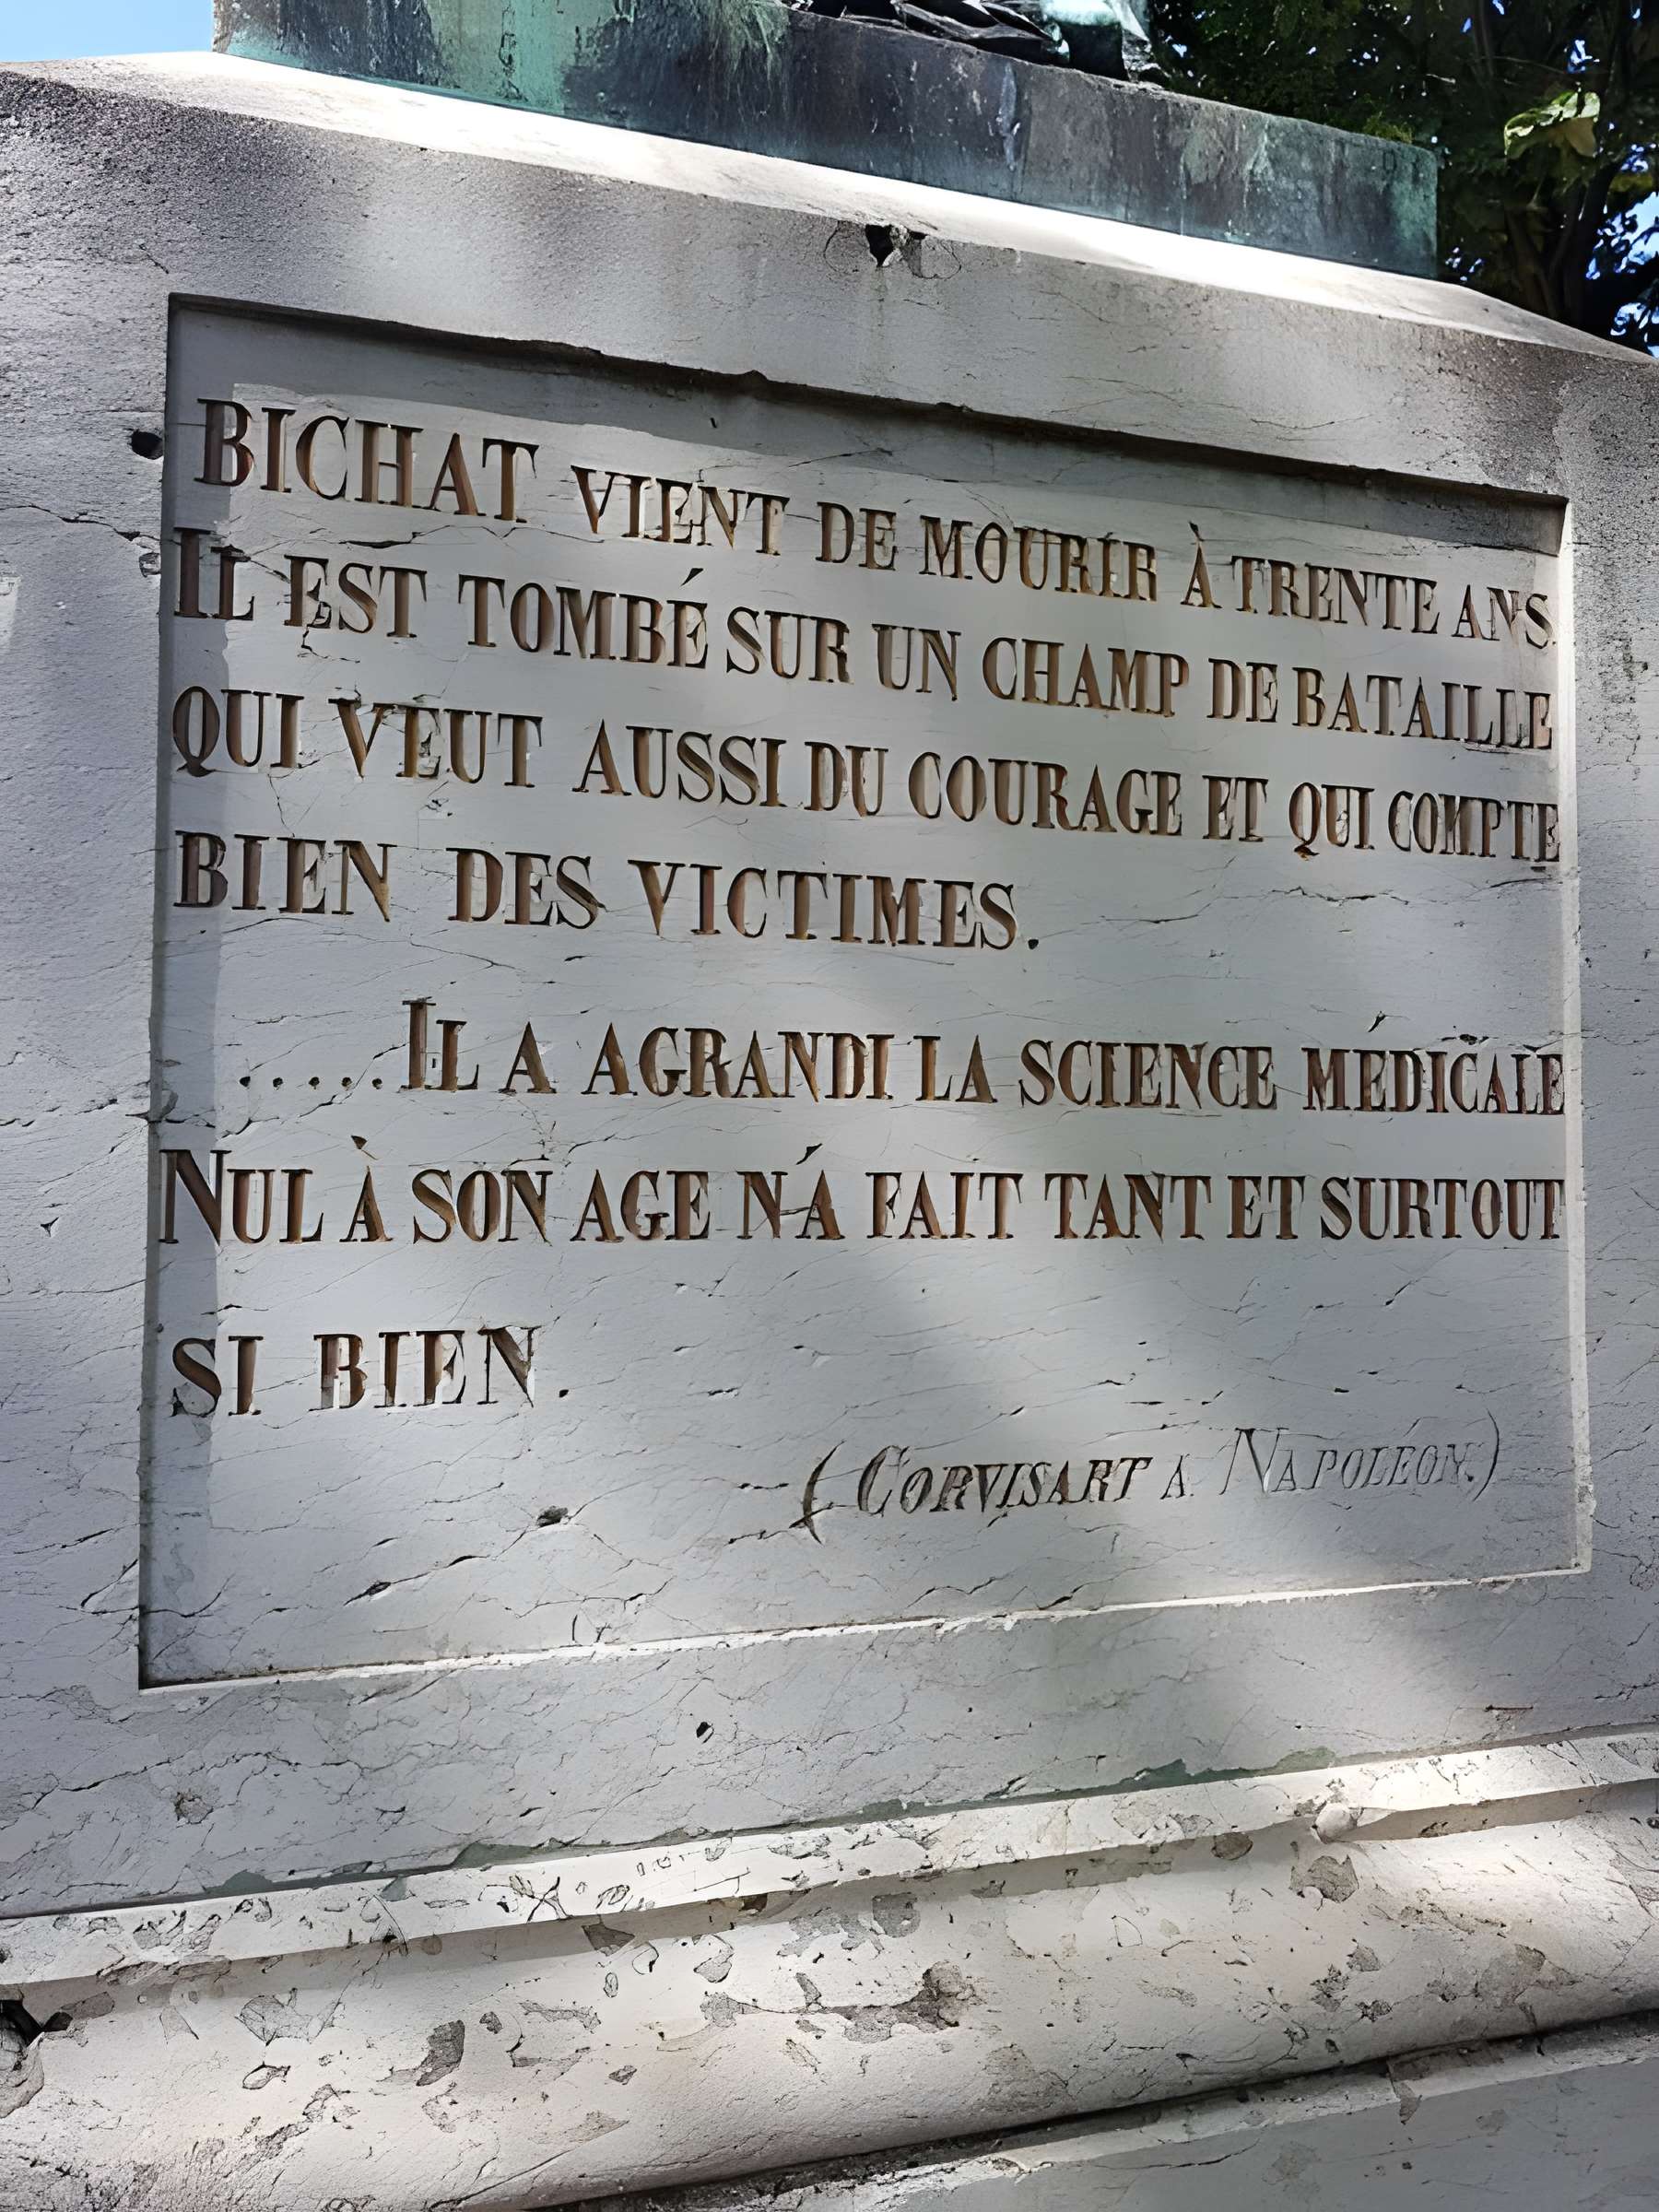 BICHAT VIENT DE MOURIR À TRENTE ANS.
IL EST TOMBÉ SUR UN CHAMP DE BATAILLE
QUI VEUT AUSSI DU COURAGE ET QUI COMPTE
BIEN DES VICTIMES.
.....IL A AGRANDI LA SCIENCE MÉDICALE
NUL À SON AGE N'A FAIT TANT ET SURTOUT
SI BIEN.
(CORVISART A NAPOLÉON.)